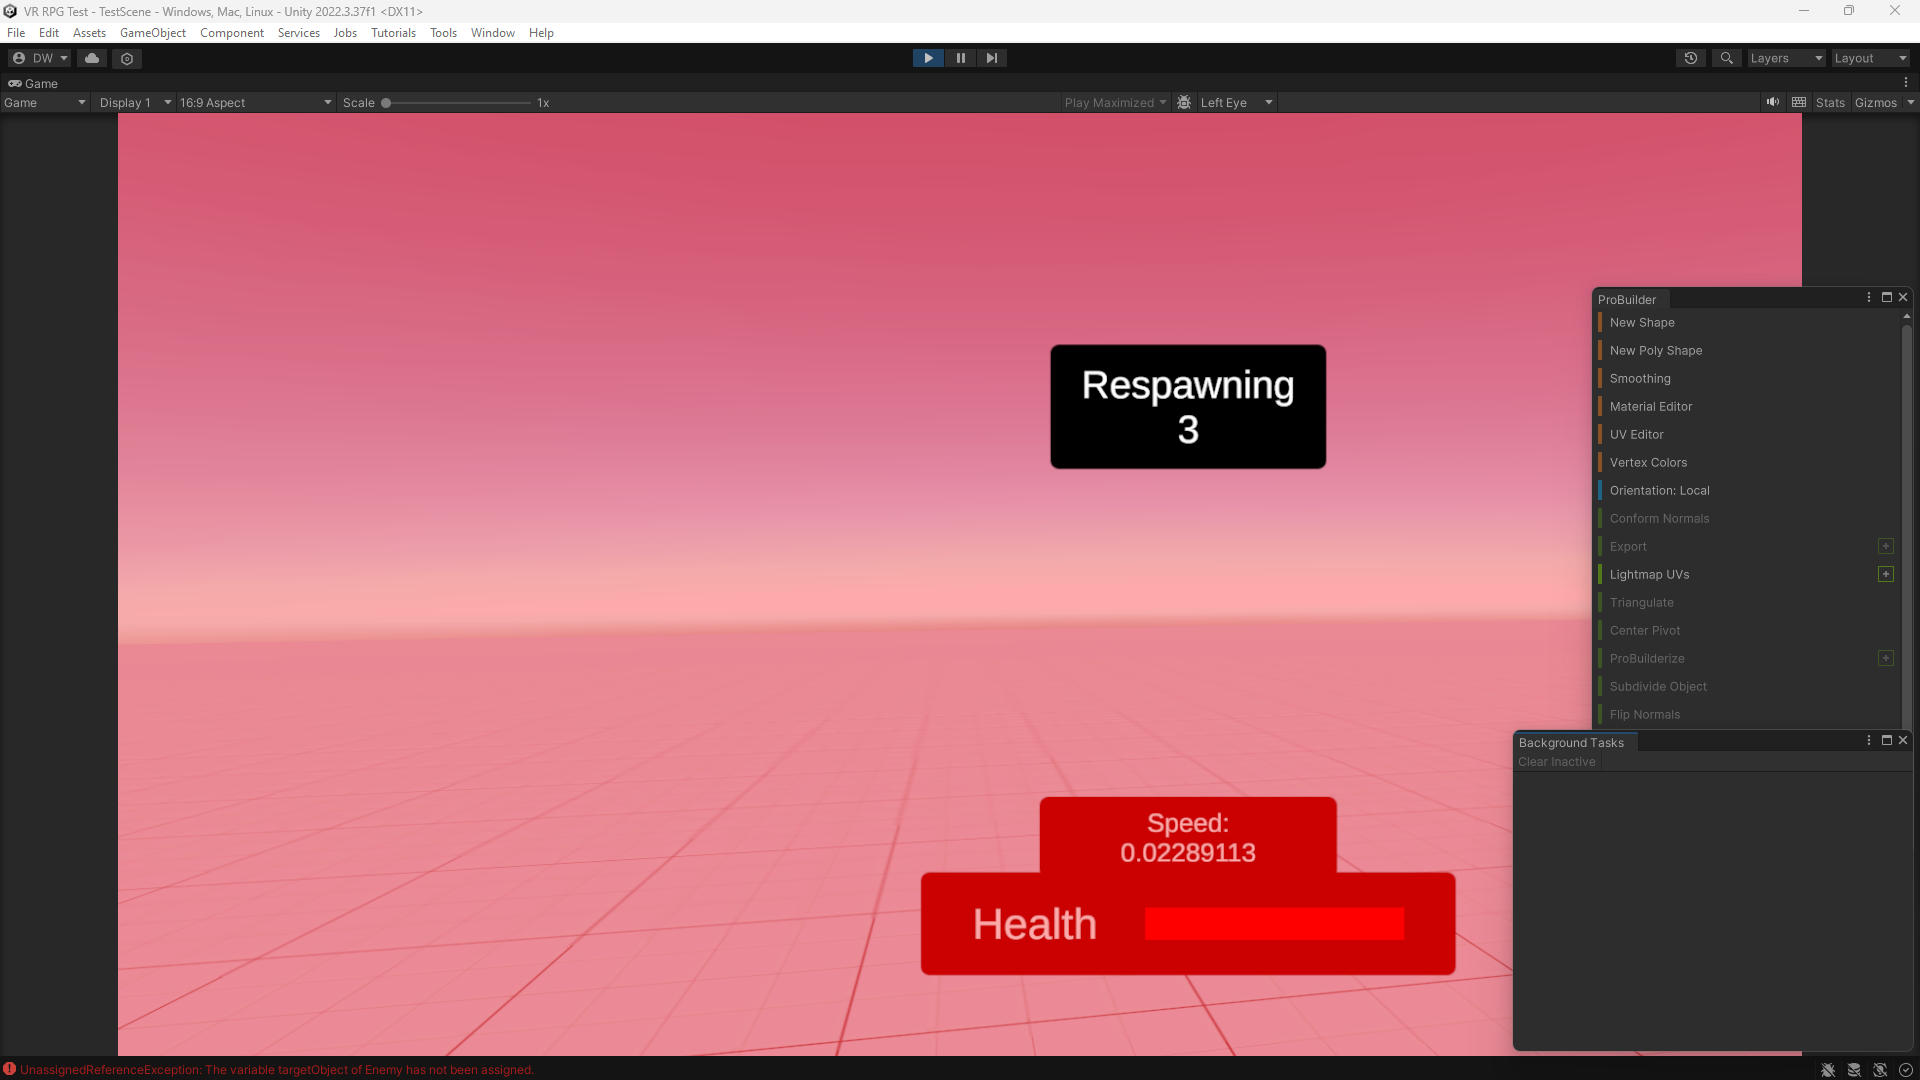 VR RPG Test - TestScene - Windows, Mac, Linux - Unity 2022.3.37f1 <DX11>
File Edit Assets GameObject Component Services Jobs Tutorials Tools Window Help
DW
Layers Layout
Game
Game Display 1 16:9 Aspect Scale 1x Play Maximized Left Eye Stats Gizmos
Respawning
3
ProBuilder
New Shape
New Poly Shape
Smoothing
Material Editor
UV Editor
Vertex Colors
Orientation: Local
Conform Normals
Export
Lightmap UVs
Triangulate
Center Pivot
ProBuilderize
Subdivide Object
Flip Normals
Background Tasks
Clear Inactive
Speed:
0.02289113
Health
UnassignedReferenceException: The variable targetObject of Enemy has not been assigned.